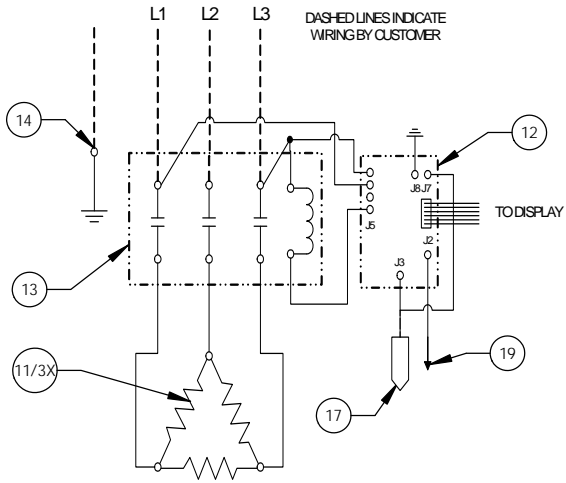 L1 L2 L3
DASHED LINES INDICATE
WIRING BY CUSTOMER
14
12
J8 J7
TO DISPLAY
J5
J2
J3
13
19
11/3X
17